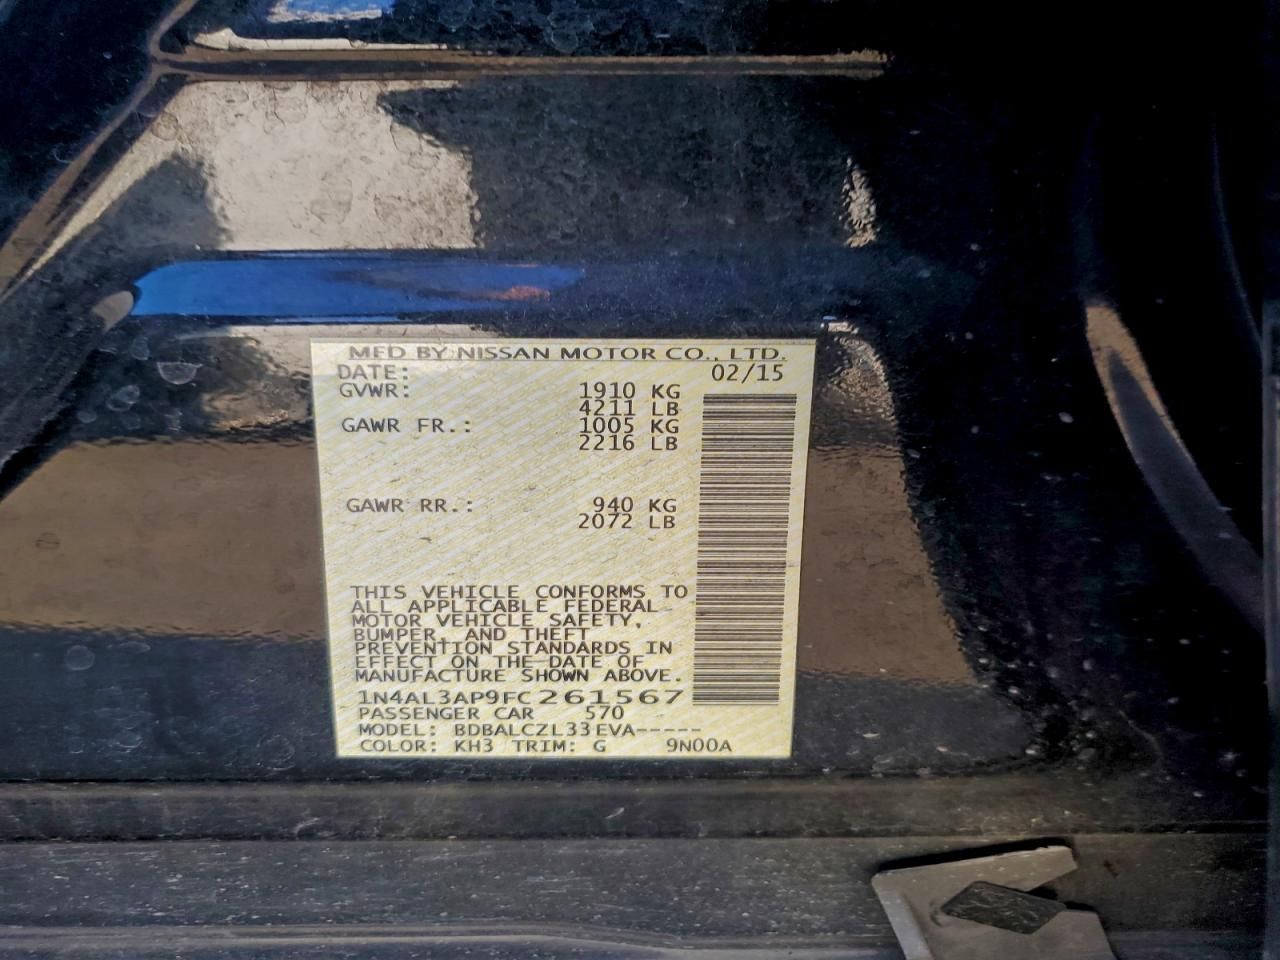 MFD BY NISSAN MOTOR CO., LTD.
DATE: 02/15
GVWR: 1910 KG
4211 LB
GAWR FR.: 1005 KG
2216 LB
GAWR RR.: 940 KG
2072 LB
THIS VEHICLE CONFORMS TO
ALL APPLICABLE FEDERAL
MOTOR VEHICLE SAFETY,
BUMPER, AND THEFT
PREVENTION STANDARDS IN
EFFECT ON THE DATE OF
MANUFACTURE SHOWN ABOVE.
1N4AL3AP9FC261567
PASSENGER CAR 570
MODEL: BDBALCZL33EVA-----
COLOR: KH3 TRIM: G 9N00A